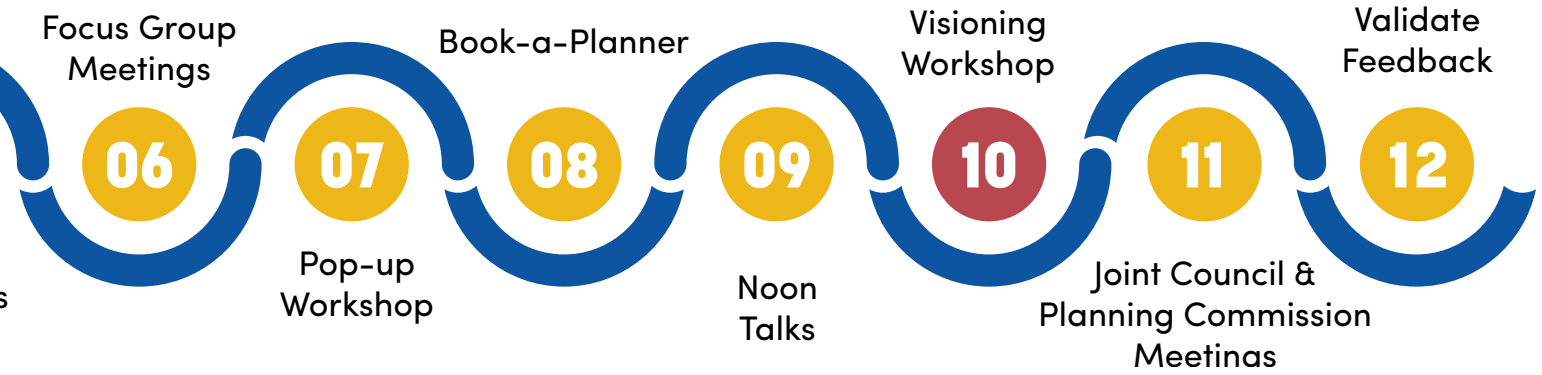 Focus Group
Meetings
06
07
Pop-up
Workshop
Book-a-Planner
08
09
Noon
Talks
Visioning
Workshop
10
11
Joint Council &
Planning Commission
Meetings
Validate
Feedback
12